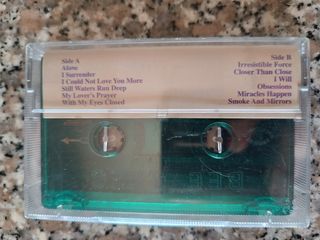 Side A
Alone
I Surrender
I Could Not Love You More
Still Waters Run Deep
My Lover's Prayer
With My Eyes Closed
Side B
Irresistible Force
Closer Than Close
I Will
Obsessions
Miracles Happen
Smoke And Mirrors